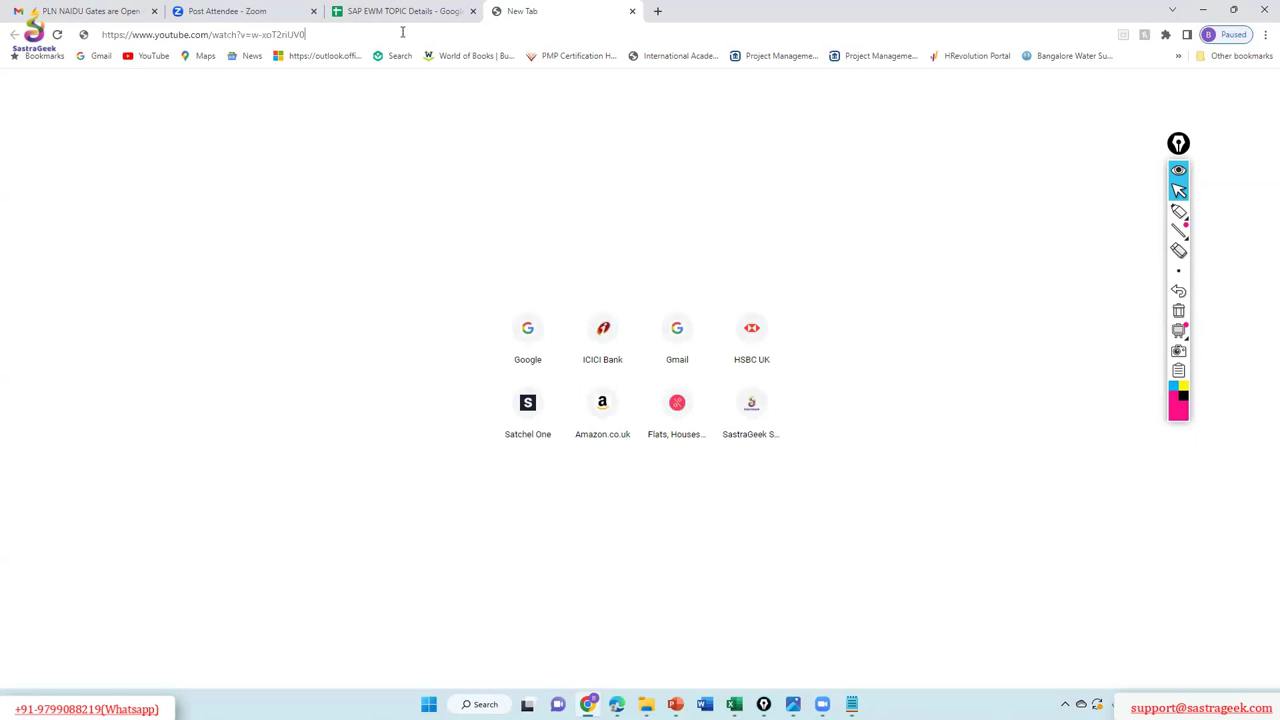 PLN NAIDU Gates are Open
Post Attendee - Zoom
SAP EWM TOPIC Details - Googl
New Tab
SastraGeek
https://www.youtube.com/watch?v=w-xoT2riUV0
B Paused
Bookmarks
Gmail
YouTube
Maps
News
https://outlook.offi...
Search
World of Books | Bu...
PMP Certification H...
International Acade...
Project Manageme...
Project Manageme...
HRevolution Portal
Bangalore Water Su...
»
Other bookmarks
Google
ICICI Bank
Gmail
HSBC UK
Satchel One
Amazon.co.uk
Flats, Houses...
SastraGeek S...
+91-9799088219(Whatsapp)
Search
support@sastrageek.com